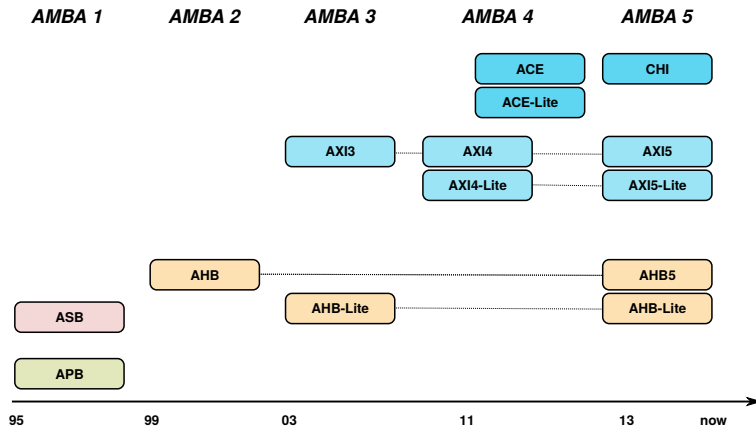 AMBA 1 AMBA 2 AMBA 3 AMBA 4 AMBA 5
ACE CHI
ACE-Lite
AXI3 AXI4 AXI5
AXI4-Lite AXI5-Lite
AHB AHB5
ASB AHB-Lite AHB-Lite
APB
95 99 03 11 13 now